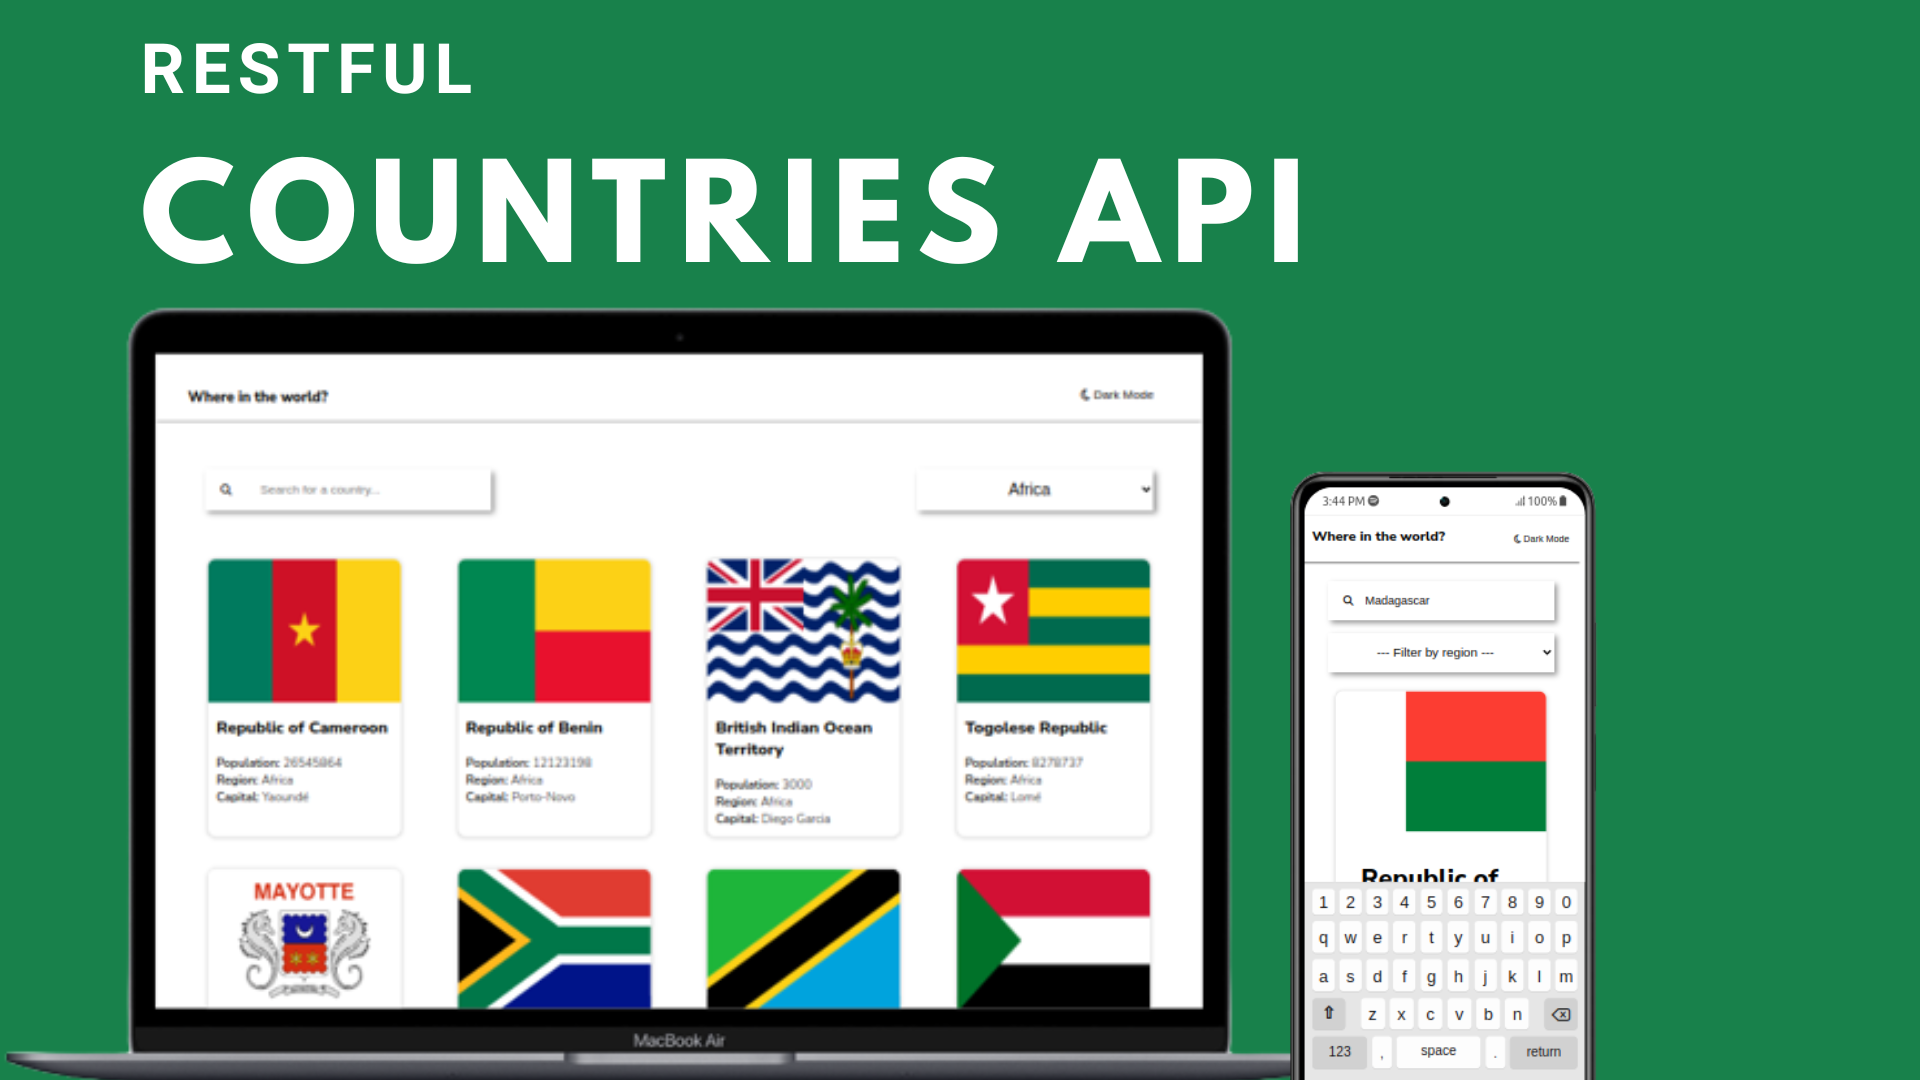 RESTFUL
COUNTRIES API
Where in the world?
Dark Mode
Search for a country...
Africa
Republic of Cameroon
Population: 26545864
Region: Africa
Capital: Yaoundé
Republic of Benin
Population: 12123198
Region: Africa
Capital: Porto-Novo
British Indian Ocean
Territory
Population: 3000
Region: Africa
Capital: Diego Garcia
Togolese Republic
Population: 8278737
Region: Africa
Capital: Lomé
MAYOTTE
MacBook Air
3:44 PM
100%
Where in the world?
Dark Mode
Madagascar
--- Filter by region ---
Republic of
1 2 3 4 5 6 7 8 9 0
q w e r t y u i o p
a s d f g h j k l m
z x c v b n
123 , space . return